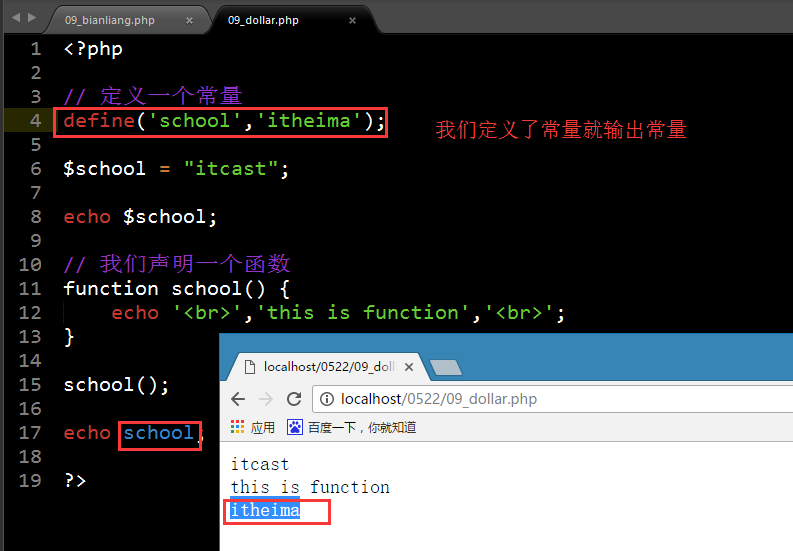 09_bianliang.php × 09_dollar.php ×
1 <?php
2
3 // 定义一个常量
4 define('school','itheima');
我们定义了常量就输出常量
5
6 $school = "itcast";
7
8 echo $school;
9
10 // 我们声明一个函数
11 function school() {
12 echo '<br>','this is function','<br>';
13 }
14
15 school();
16
17 echo school;
18
19 ?>
localhost/0522/09_doll ×
localhost/0522/09_dollar.php
应用 百度一下，你就知道
itcast
this is function
itheima